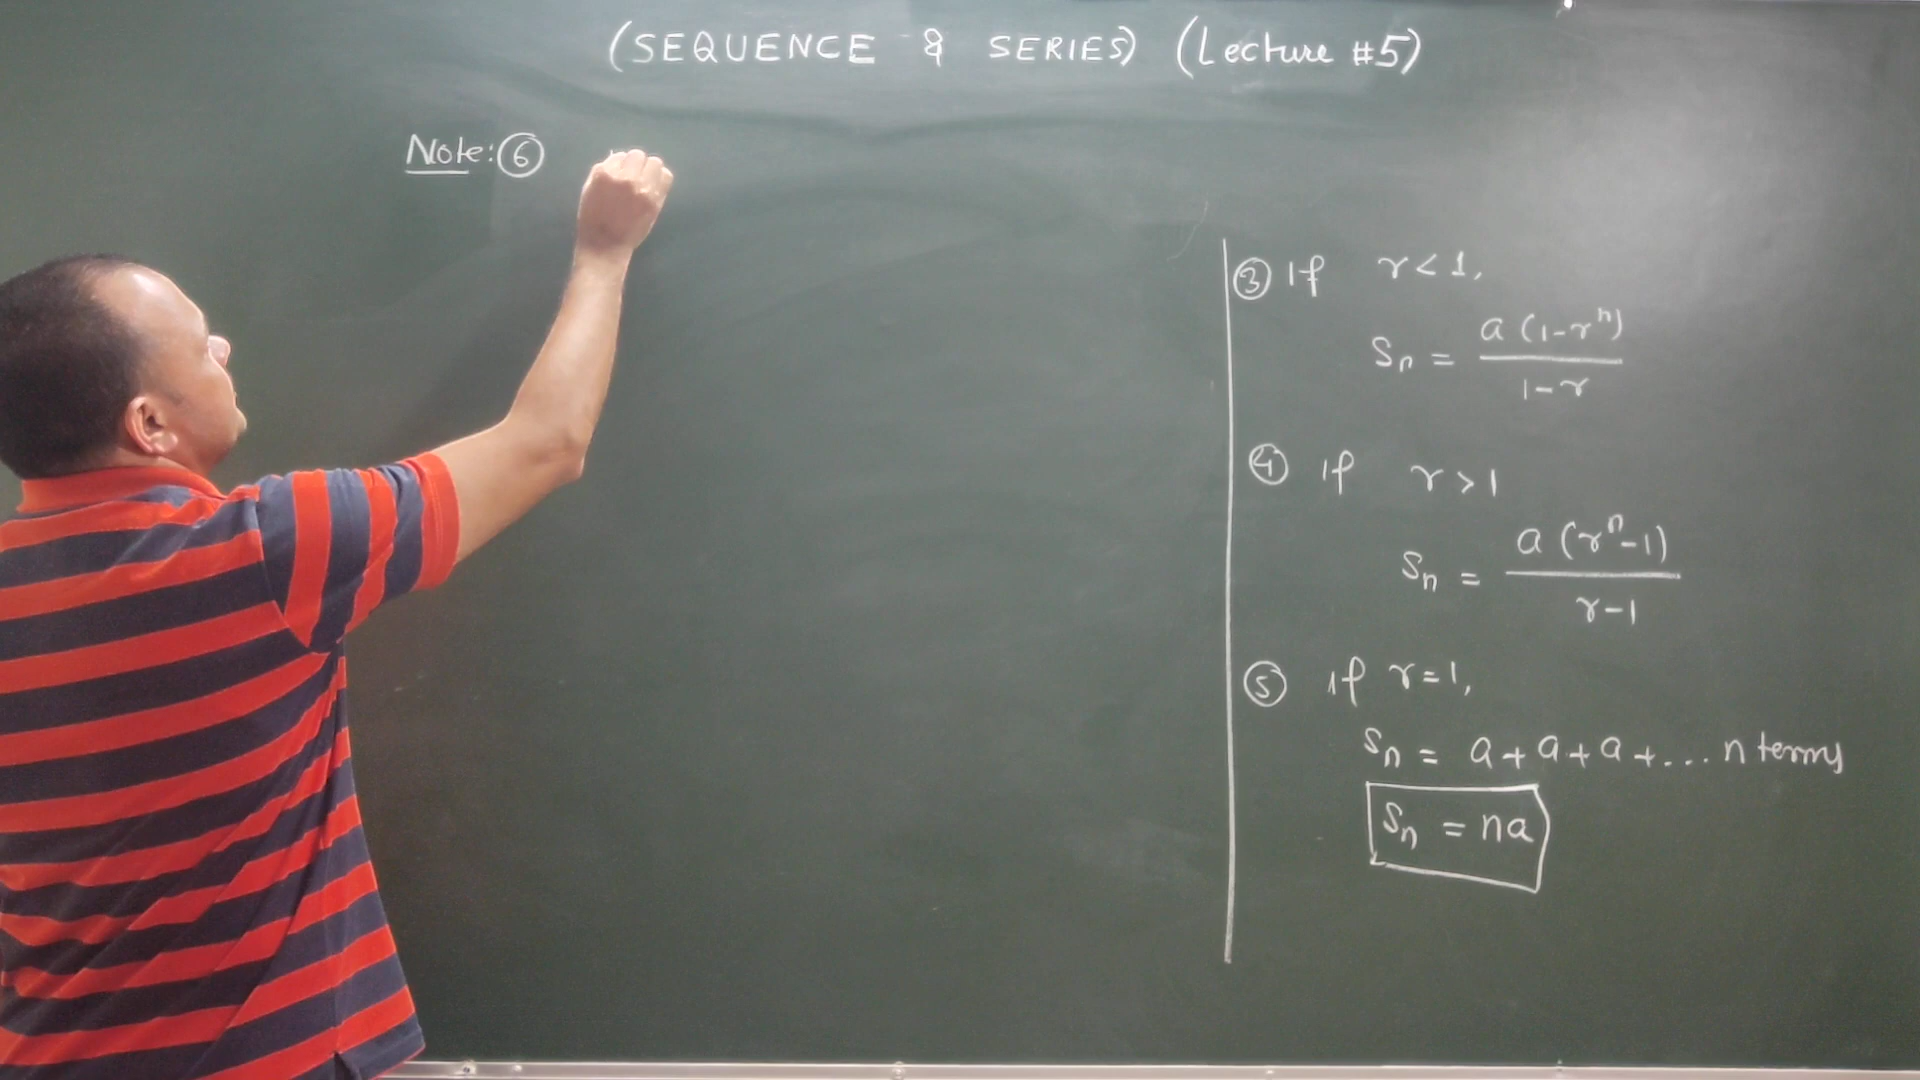 (SEQUENCE & SERIES) (Lecture #5)
Note: ⑥
③ If r < 1,
Sn = a(1-rⁿ) / 1-r
④ if r > 1
Sn = a(rⁿ-1) / r-1
⑤ if r = 1,
Sn = a + a + a + ... n terms
Sn = na